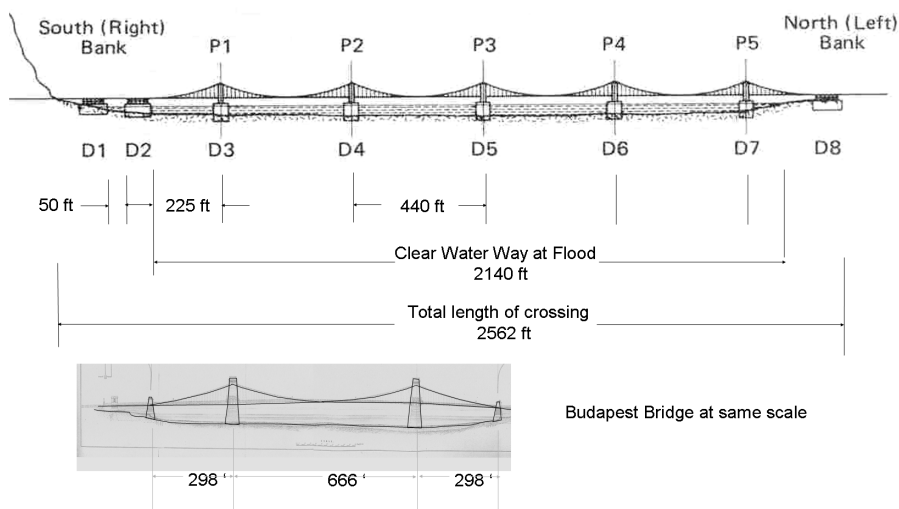 South (Right)
Bank
P1
P2
P3
P4
P5
North (Left)
Bank
D1
D2
D3
D4
D5
D6
D7
D8
50 ft
225 ft
440 ft
Clear Water Way at Flood
2140 ft
Total length of crossing
2562 ft
Budapest Bridge at same scale
298 '
666 '
298 '